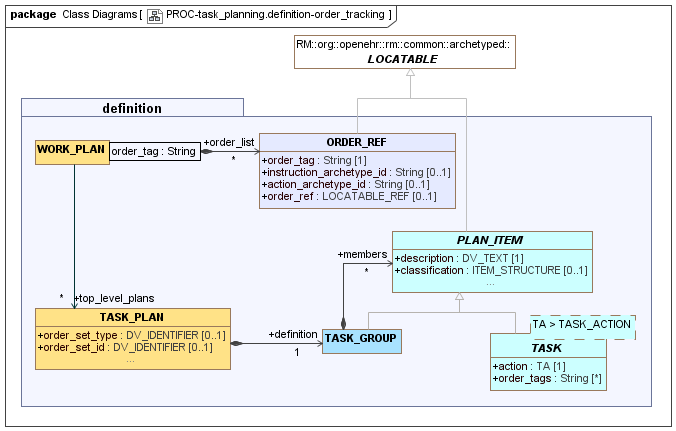 package Class Diagrams [ PROC-task_planning.definition-order_tracking ]
RM::org::openehr::rm::common::archetyped::
LOCATABLE
definition
WORK_PLAN
order_tag : String
+order_list
*
ORDER_REF
+order_tag : String [1]
+instruction_archetype_id : String [0..1]
+action_archetype_id : String [0..1]
+order_ref : LOCATABLE_REF [0..1]
PLAN_ITEM
+description : DV_TEXT [1]
+classification : ITEM_STRUCTURE [0..1]
...
+members
*
* +top_level_plans
TASK_PLAN
+order_set_type : DV_IDENTIFIER [0..1]
+order_set_id : DV_IDENTIFIER [0..1]
...
+definition
1
TASK_GROUP
TA > TASK_ACTION
TASK
+action : TA [1]
+order_tags : String [*]